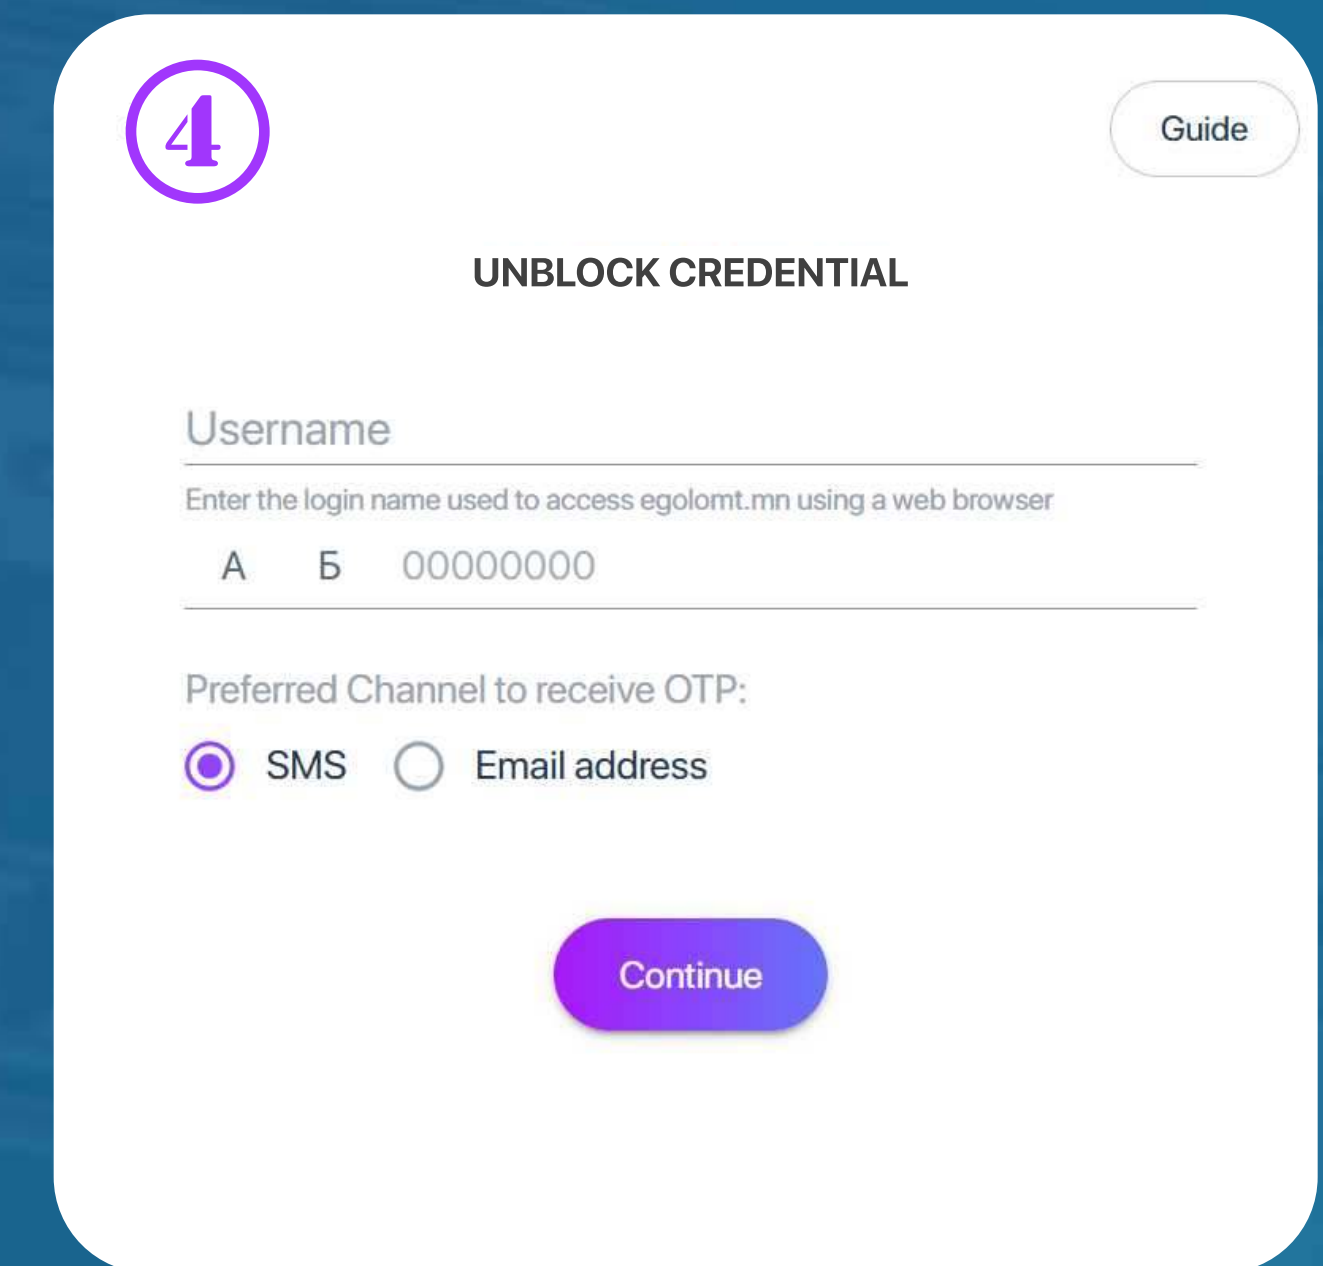 4
Guide
UNBLOCK CREDENTIAL
Username
Enter the login name used to access egolomt.mn using a web browser
А Б 00000000
Preferred Channel to receive OTP:
SMS Email address
Continue